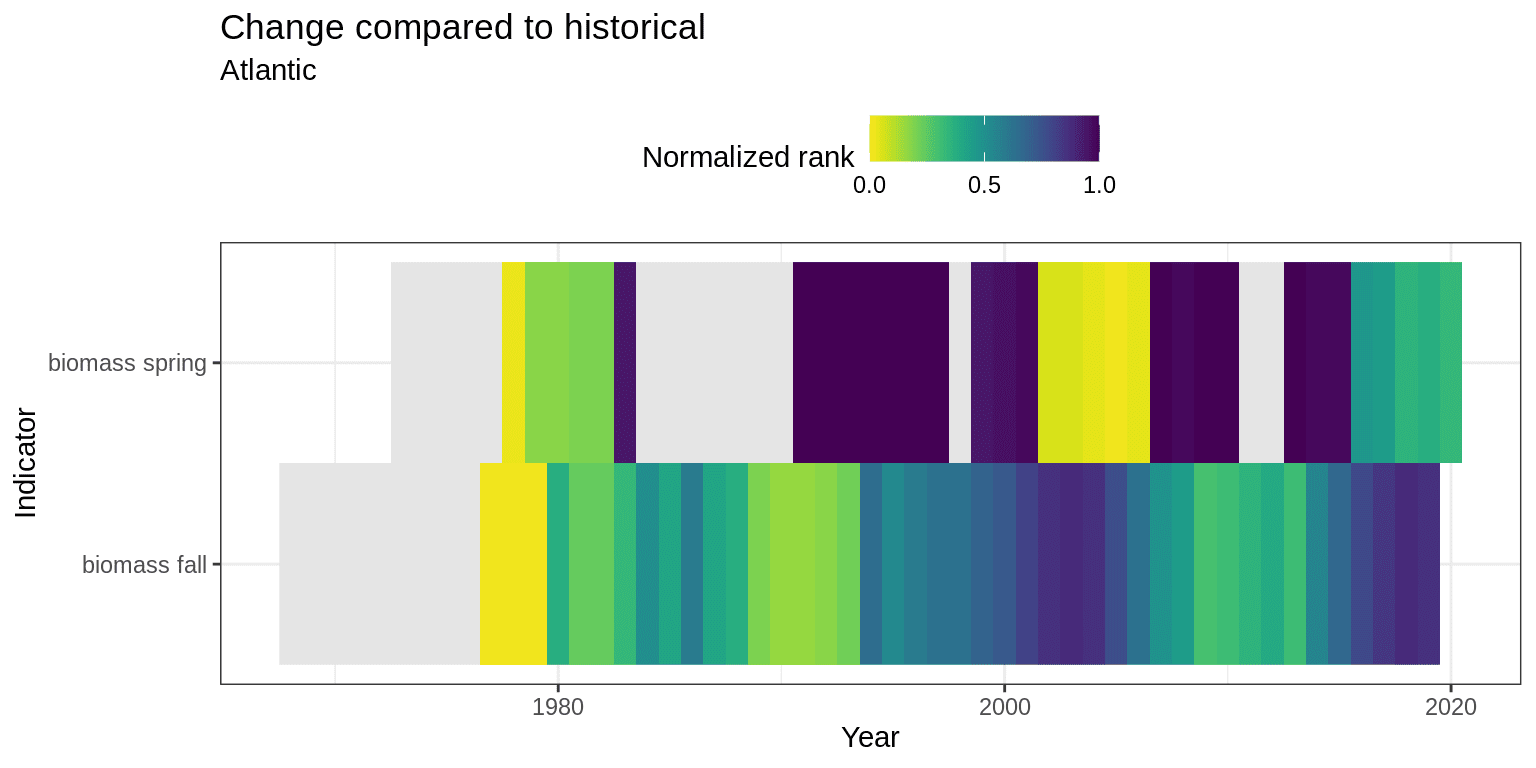 Change compared to historical
Atlantic
Normalized rank
0.0 0.5 1.0
biomass spring
biomass fall
Indicator
1980 2000 2020
Year